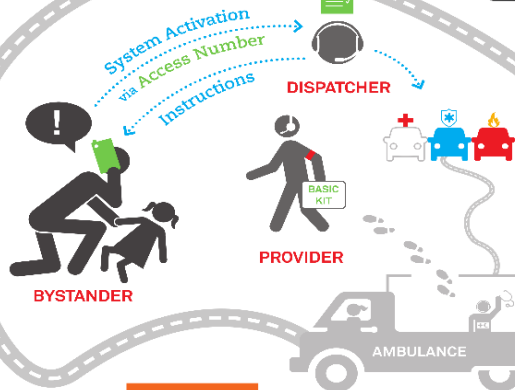 System Activation
via Access Number
Instructions
DISPATCHER
!
BASIC
KIT
PROVIDER
BYSTANDER
AMBULANCE